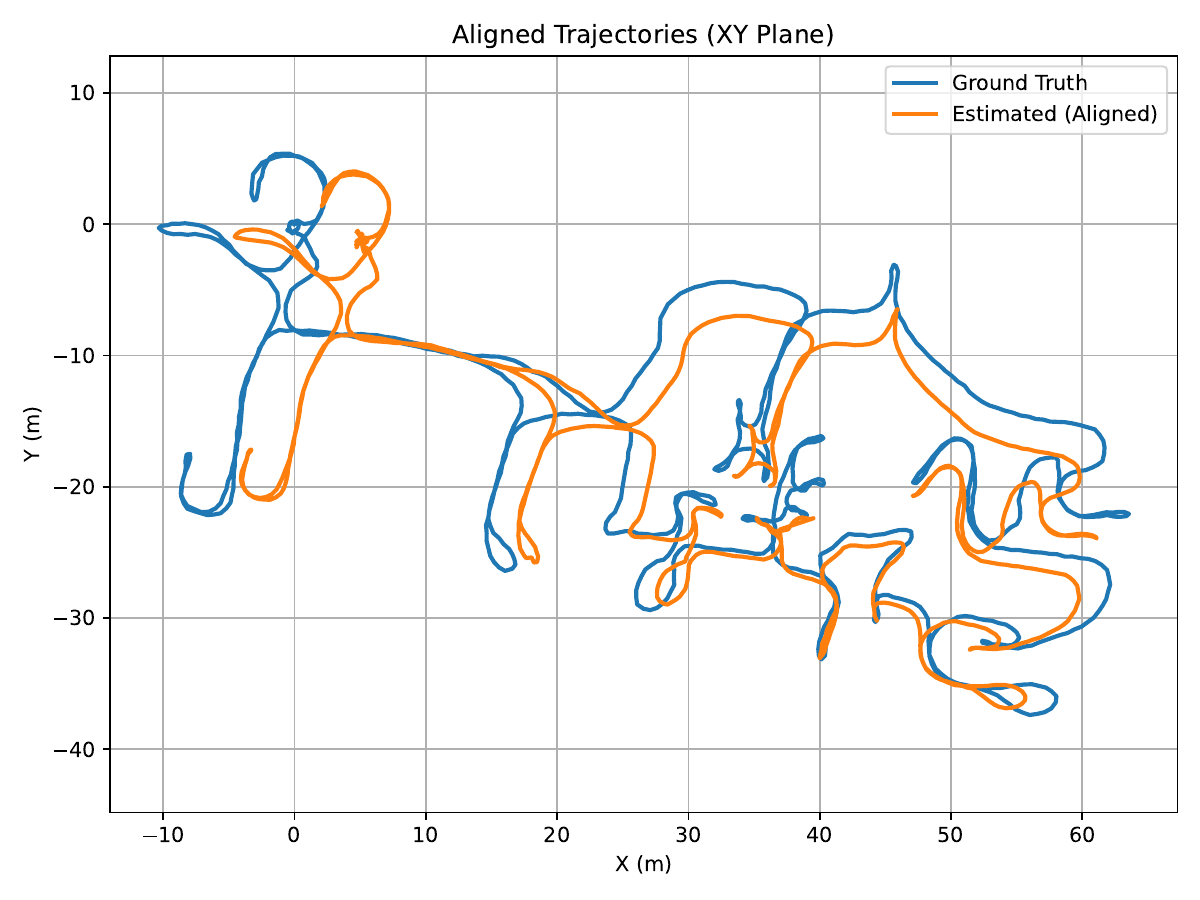 Aligned Trajectories (XY Plane)
Ground Truth
Estimated (Aligned)
10
0
−10
−20
−30
−40
Y (m)
−10 0 10 20 30 40 50 60
X (m)